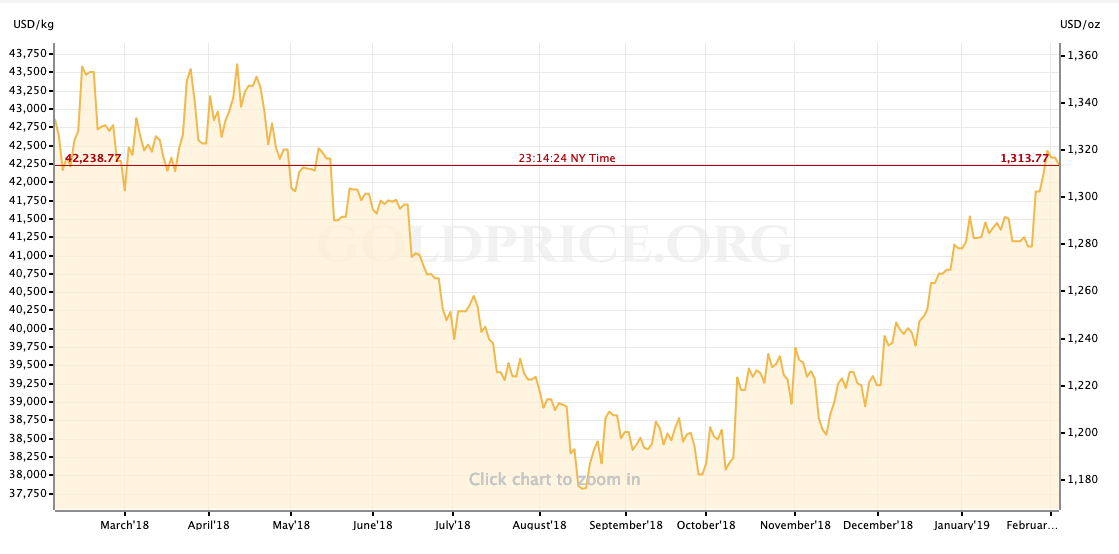 USD/kg
USD/oz
43,750
43,500
43,250
43,000
42,750
42,500
42,250
42,000
41,750
41,500
41,250
41,000
40,750
40,500
40,250
40,000
39,750
39,500
39,250
39,000
38,750
38,500
38,250
38,000
37,750
1,360
1,340
1,320
1,300
1,280
1,260
1,240
1,220
1,200
1,180
42,238.77
23:14:24 NY Time
1,313.77
GOLDPRICE.ORG
Click chart to zoom in
March'18
April'18
May'18
June'18
July'18
August'18
September'18
October'18
November'18
December'18
January'19
Februar...